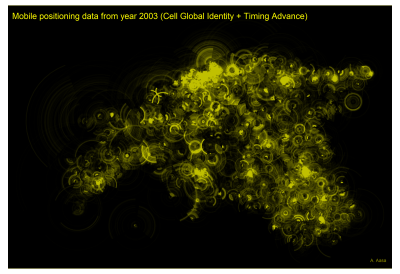 Mobile positioning data from year 2003 (Cell Global Identity + Timing Advance)
A. Aasa